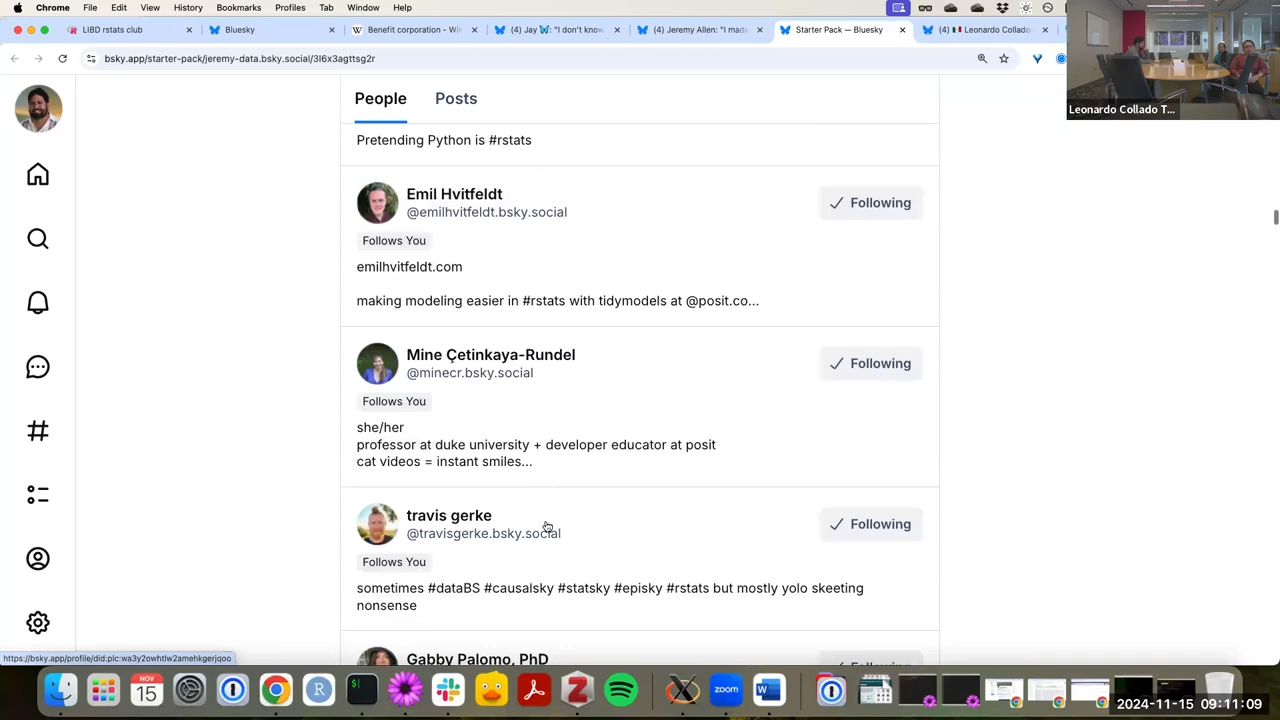 Chrome File Edit View History Bookmarks Profiles Tab Window Help
LIBD rstats club
Bluesky
Benefit corporation - Wi
(4) Jay W: "I don't know
(4) Jeremy Allen: "I mad
Starter Pack — Bluesky
(4) Leonardo Collado
bsky.app/starter-pack/jeremy-data.bsky.social/3l6x3agttsg2r
Leonardo Collado T...
People Posts
Pretending Python is #rstats
Emil Hvitfeldt
@emilhvitfeldt.bsky.social
Following
Follows You
emilhvitfeldt.com
making modeling easier in #rstats with tidymodels at @posit.co...
Mine Çetinkaya-Rundel
@minecr.bsky.social
Following
Follows You
she/her
professor at duke university + developer educator at posit
cat videos = instant smiles...
travis gerke
@travisgerke.bsky.social
Following
Follows You
sometimes #dataBS #causalsky #statsky #episky #rstats but mostly yolo skeeting
nonsense
Gabby Palomo, PhD
Following
https://bsky.app/profile/did:plc:wa3y2owhtlw2amehkgerjqoo
NOV
15
zoom
2024-11-15 09:11:09